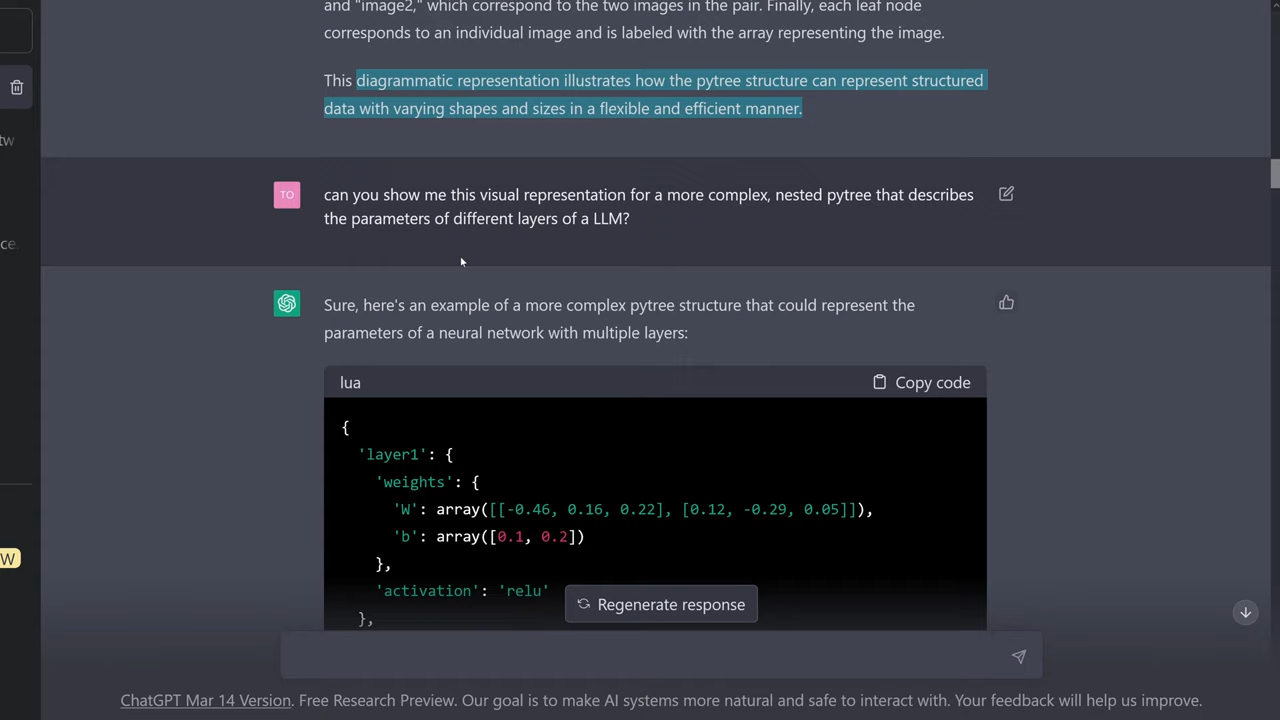 and "image2," which correspond to the two images in the pair. Finally, each leaf node
corresponds to an individual image and is labeled with the array representing the image.
This diagrammatic representation illustrates how the pytree structure can represent structured
data with varying shapes and sizes in a flexible and efficient manner.
tw
TO
can you show me this visual representation for a more complex, nested pytree that describes
the parameters of different layers of a LLM?
ce.
Sure, here's an example of a more complex pytree structure that could represent the
parameters of a neural network with multiple layers:
lua
Copy code
{
'layer1': {
'weights': {
'W': array([[-0.46, 0.16, 0.22], [0.12, -0.29, 0.05]]),
'b': array([0.1, 0.2])
},
'activation': 'relu'
},
W
Regenerate response
ChatGPT Mar 14 Version. Free Research Preview. Our goal is to make AI systems more natural and safe to interact with. Your feedback will help us improve.